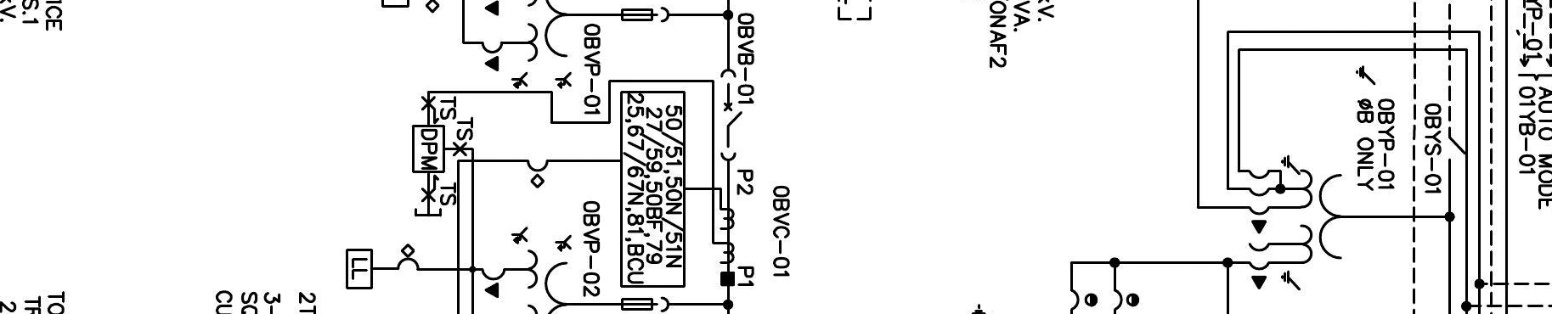 YP-01
AUTO MODE
01YB-01
0BYS-01
0BYP-01
ØB ONLY
KV.
VA.
ONAF2
0BVB-01
P2
0BVC-01
P1
50/51,50N/51N
27/59,50BF,79
25,67/67N,81,BCU
0BVP-01
0BVP-02
TS
TS
DPM
TS
LL
ICE
S.1
V.
2T
3-
SC
CU
TO
TF
2